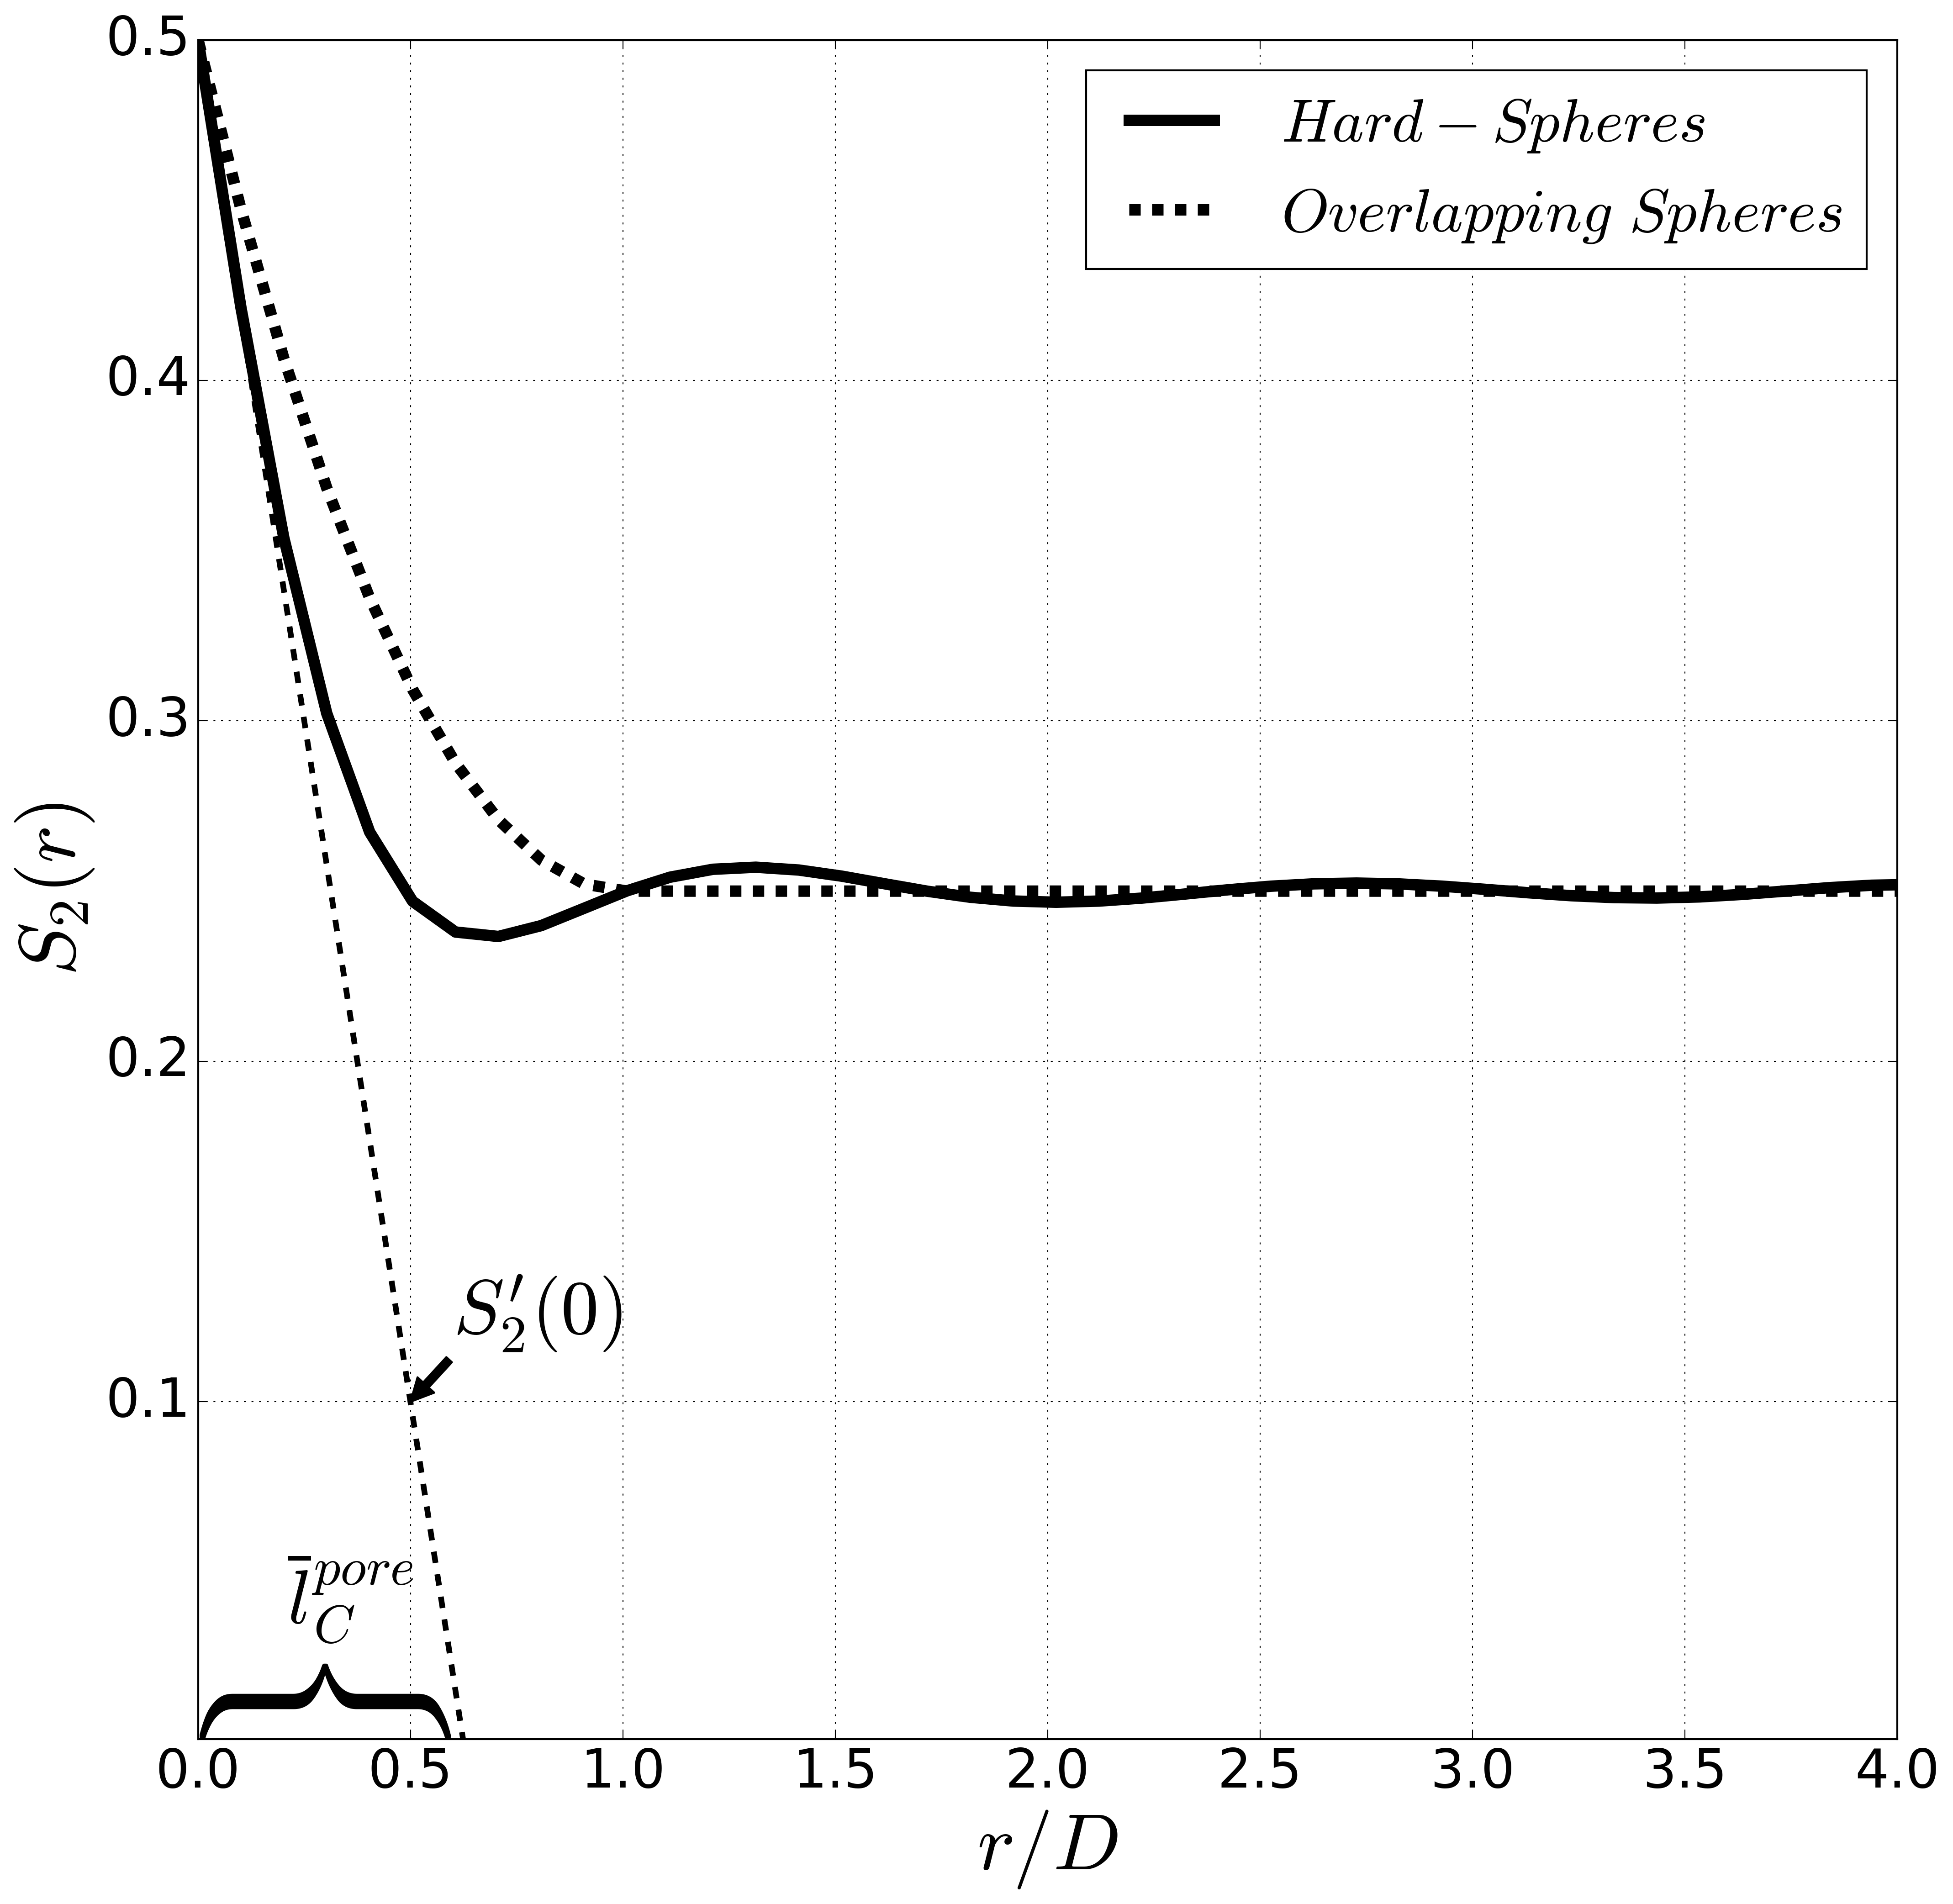 0.5
0.4
0.3
0.2
0.1
S₂(r)
Hard − Spheres
Overlapping Spheres
S₂′(0)
l̄_C^pore
0.0 0.5 1.0 1.5 2.0 2.5 3.0 3.5 4.0
r/D